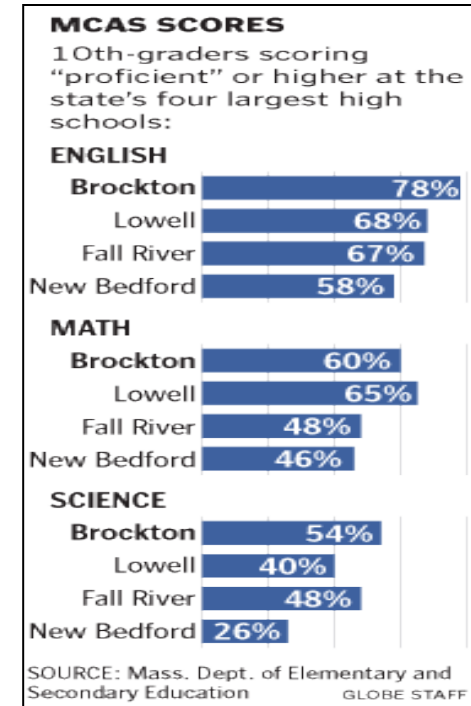 MCAS SCORES
10th-graders scoring
“proficient” or higher at the
state’s four largest high
schools:
ENGLISH
Brockton 78%
Lowell 68%
Fall River 67%
New Bedford 58%
MATH
Brockton 60%
Lowell 65%
Fall River 48%
New Bedford 46%
SCIENCE
Brockton 54%
Lowell 40%
Fall River 48%
New Bedford 26%
SOURCE: Mass. Dept. of Elementary and
Secondary Education GLOBE STAFF